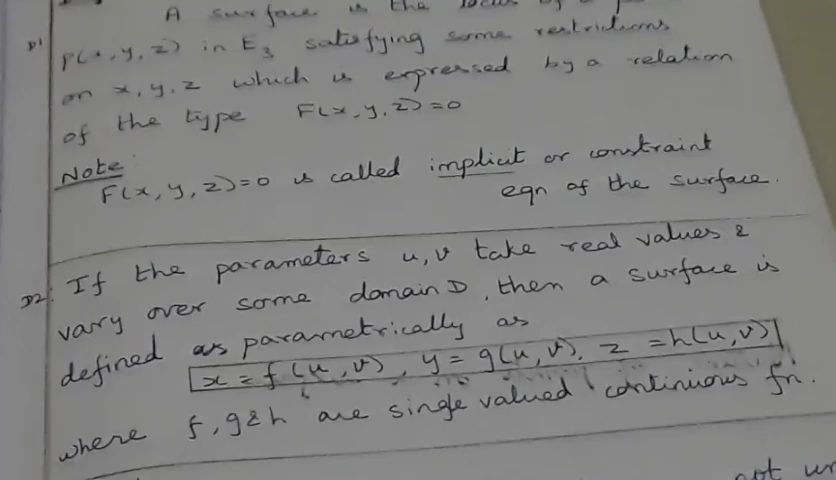 A surface is the locus of a
D1 P(x, y, z) in E3 satisfying some restrictions
on x, y, z which is expressed by a relation
of the type F(x, y, z) = 0
Note:
F(x, y, z) = 0 is called implicit or constraint
eqn of the surface.
D2: If the parameters u, v take real values &
vary over some domain D, then a surface is
defined as parametrically as
x = f(u, v), y = g(u, v), z = h(u, v)
where f, g & h are single valued continuous fn.
not un